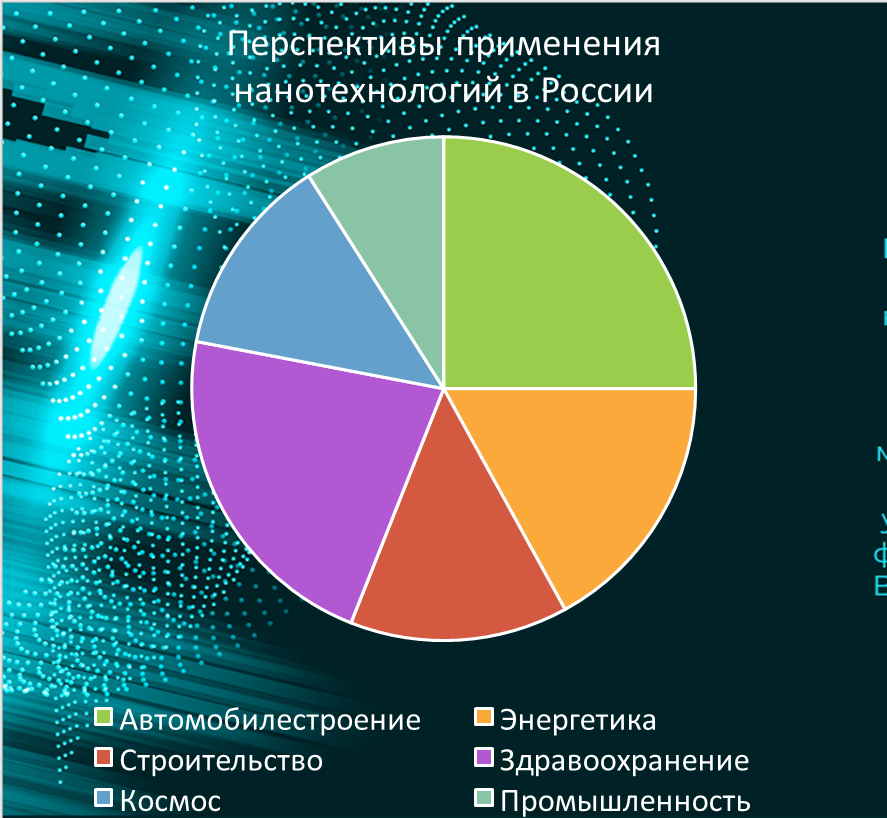 Перспективы применения
нанотехнологий в России
Автомобилестроение
Энергетика
Строительство
Здравоохранение
Космос
Промышленность